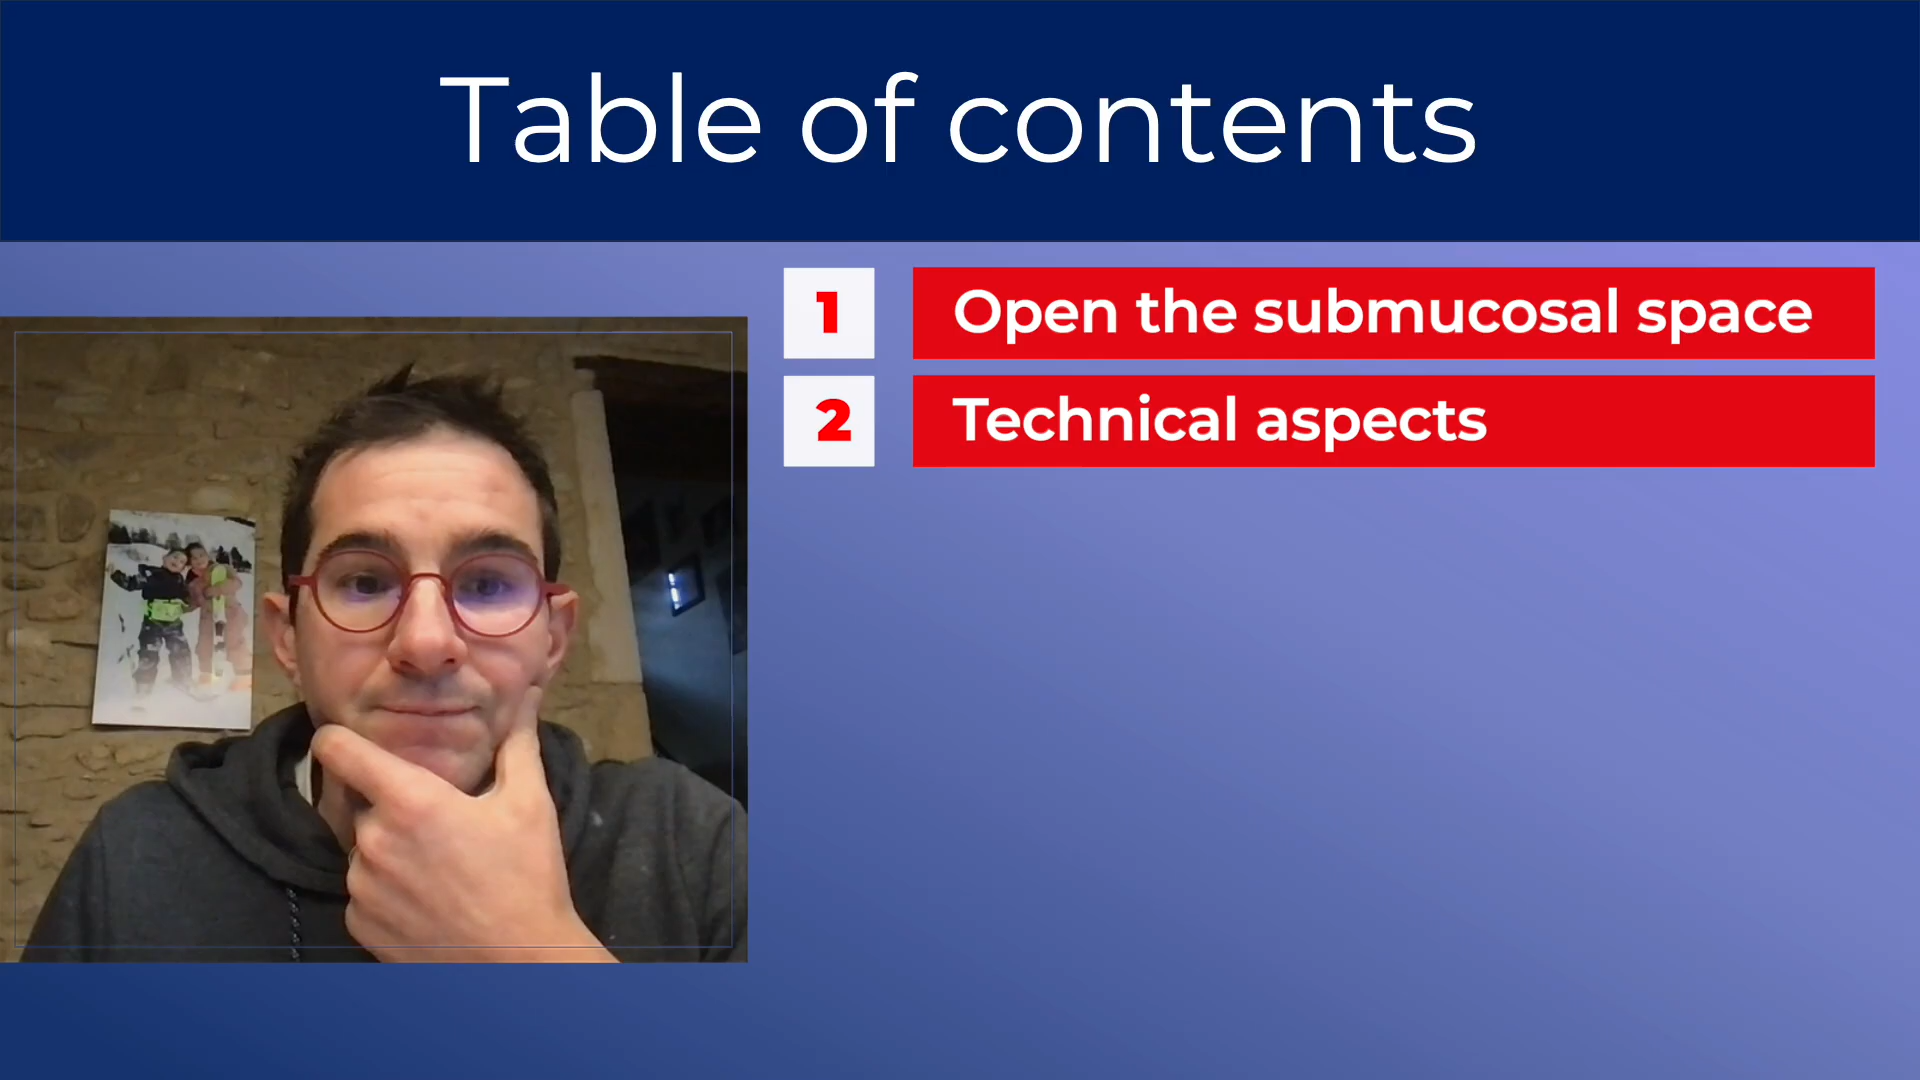 Table of contents
1 Open the submucosal space
2 Technical aspects